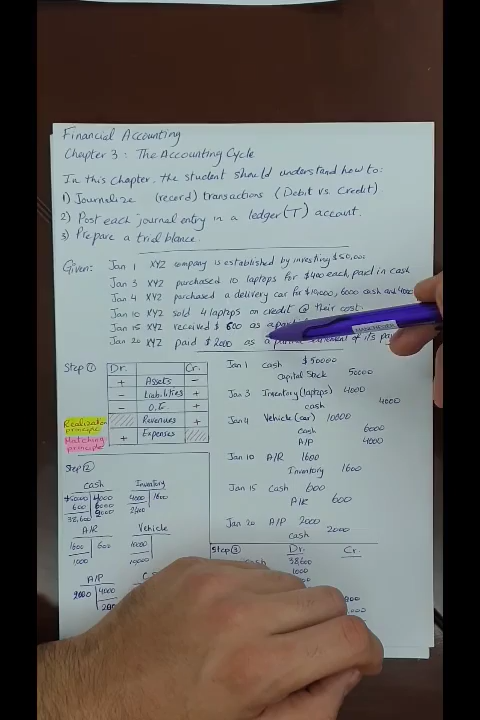 Financial Accounting
Chapter 3: The Accounting Cycle
In this Chapter, the student should understand how to:
1) Journalize (record) transactions (Debit vs. Credit)
2) Post each journal entry in a ledger (T) account.
3) Prepare a trial blance.
Given: Jan 1 XYZ company is established by investing $50,000
Jan 3 XYZ purchased 10 laptops for $400 each, paid in cash
Jan 4 XYZ purchased a delivery car for $10,000, 6000 cash and 4000
Jan 10 XYZ sold 4 laptops on credit @ their cost.
Jan 15 XYZ received $ 600 as a
Jan 20 XYZ paid $ 2000 as a of it's
Step ①
Dr. Cr.
+ Assets -
- Liabilities +
- O.E. +
Revenues +
+ Expenses
Realization principle
Matching principle
Jan 1 cash $50000
Capital Stock 50000
Jan 3 Inventory (laptops) 4000
cash 4000
Jan 4 Vehicle (car) 10000
cash 6000
A/P 4000
Jan 10 A/R 1600
Inventory 1600
Jan 15 Cash 600
A/R 600
Jan 20 A/P 2000
cash 2000
Step ②
Cash Inventory
$50000 4000 4000 1600
600 6000 2400
2000
38,600
A/R Vehicle
1600 600 10000
1000 10000
A/P
2000 4000
Step ③
Dr. Cr.
Cash 38,600
1000